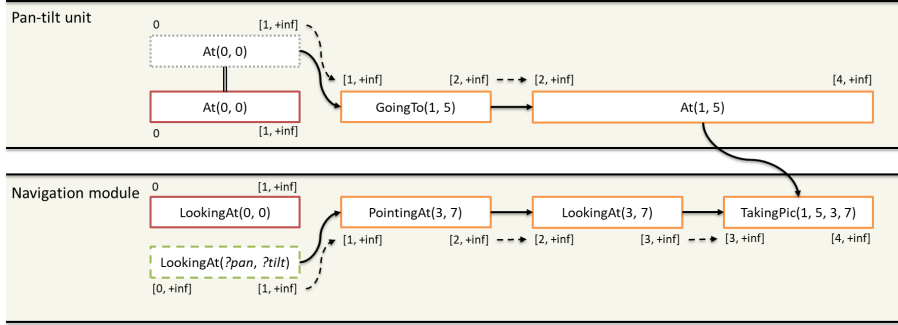 Pan-tilt unit
0 [1, +inf]
At(0, 0)
[1, +inf] [2, +inf] [2, +inf] [4, +inf]
At(0, 0) GoingTo(1, 5) At(1, 5)
0 [1, +inf]
Navigation module
0 [1, +inf]
LookingAt(0, 0) PointingAt(3, 7) LookingAt(3, 7) TakingPic(1, 5, 3, 7)
[1, +inf] [2, +inf] [2, +inf] [3, +inf] [3, +inf] [4, +inf]
LookingAt(?pan, ?tilt)
[0, +inf] [1, +inf]